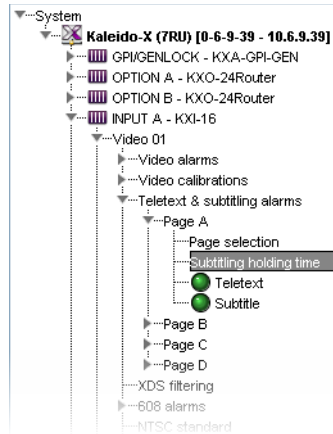 System
Kaleido-X (7RU) [0-6-9-39 - 10.6.9.39]
GPI/GENLOCK - KXA-GPI-GEN
OPTION A - KXO-24Router
OPTION B - KXO-24Router
INPUT A - KXI-16
Video 01
Video alarms
Video calibrations
Teletext & subtitling alarms
Page A
Page selection
Subtitling holding time
Teletext
Subtitle
Page B
Page C
Page D
XDS filtering
608 alarms
NTSC standard